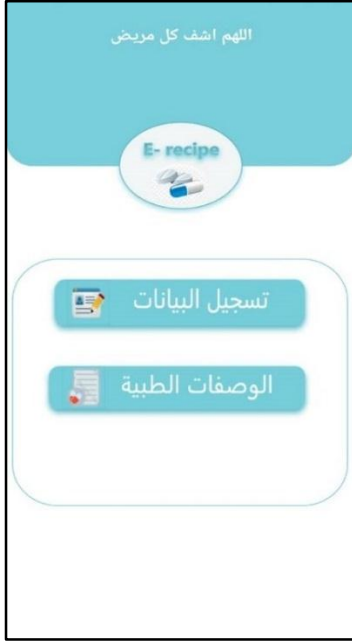 اللهم اشف كل مريض
E- recipe
تسجيل البيانات
الوصفات الطبية